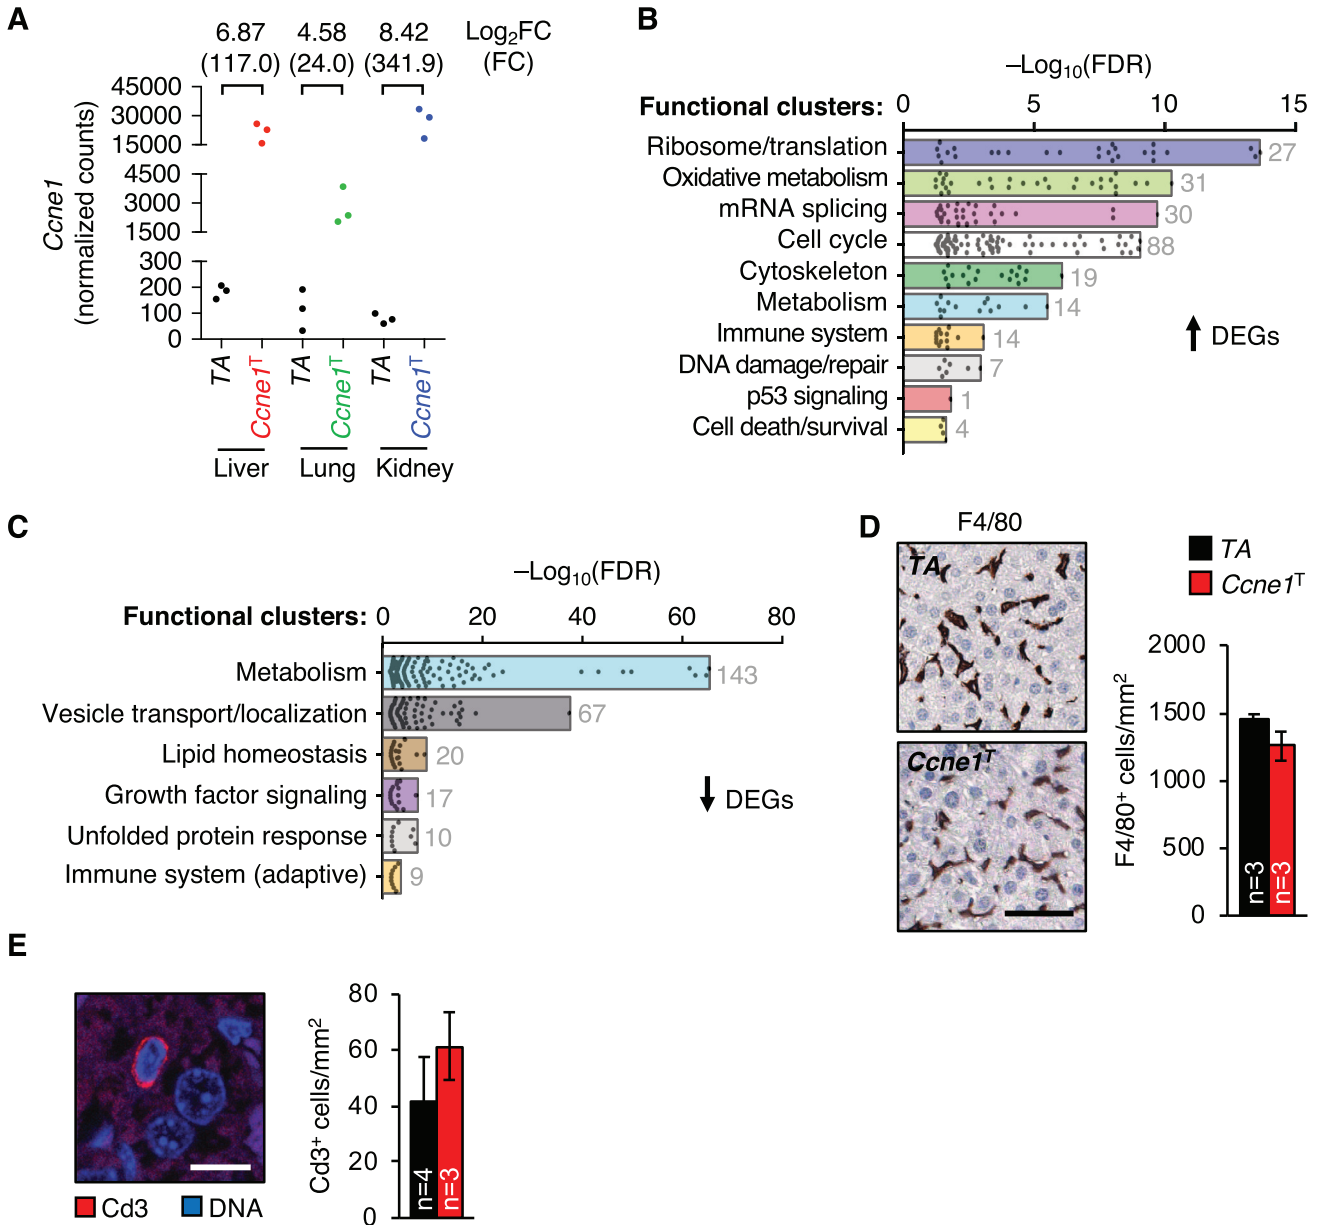 A
6.87 4.58 8.42 Log2FC
(117.0) (24.0) (341.9) (FC)
Ccne1
(normalized counts)
45000
30000
15000
4500
3000
1500
300
200
100
0
TA Ccne1T TA Ccne1T TA Ccne1T
Liver Lung Kidney
B
–Log10(FDR)
Functional clusters: 0 5 10 15
Ribosome/translation 27
Oxidative metabolism 31
mRNA splicing 30
Cell cycle 88
Cytoskeleton 19
Metabolism 14
Immune system 14
DNA damage/repair 7
p53 signaling 1
Cell death/survival 4
↑ DEGs
C
–Log10(FDR)
Functional clusters: 0 20 40 60 80
Metabolism 143
Vesicle transport/localization 67
Lipid homeostasis 20
Growth factor signaling 17
Unfolded protein response 10
Immune system (adaptive) 9
↓ DEGs
D
F4/80
TA
Ccne1T
TA
Ccne1T
F4/80+ cells/mm2
2000
1500
1000
500
0
n=3 n=3
E
Cd3 DNA
Cd3+ cells/mm2
80
60
40
20
0
n=4 n=3